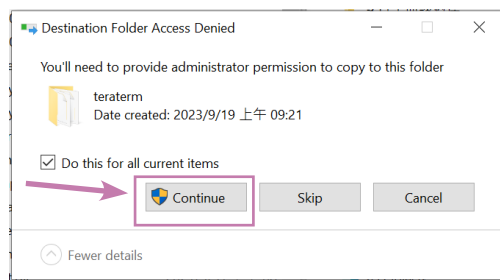 Destination Folder Access Denied
You'll need to provide administrator permission to copy to this folder
teraterm
Date created: 2023/9/19 上午 09:21
Do this for all current items
Continue
Skip
Cancel
Fewer details